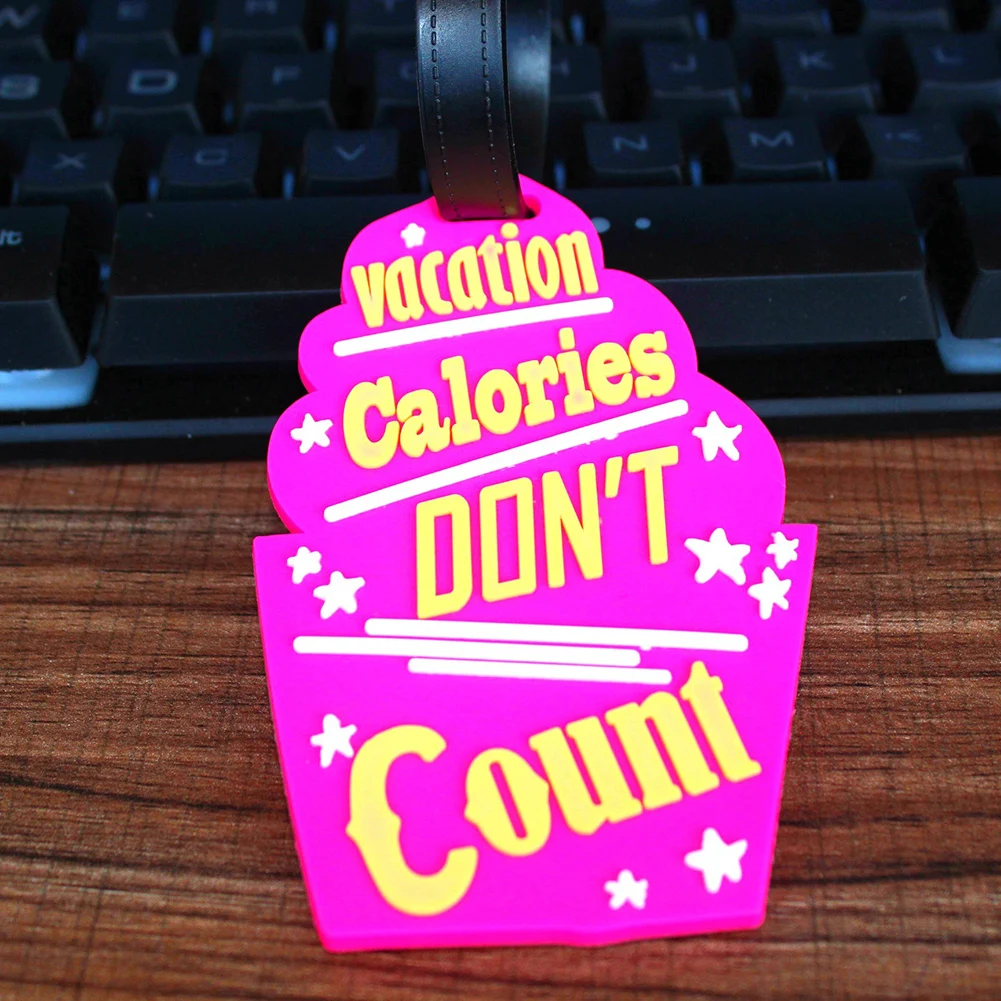 S D F J K L
X C V N M
vacation
Calories
DON'T
Count